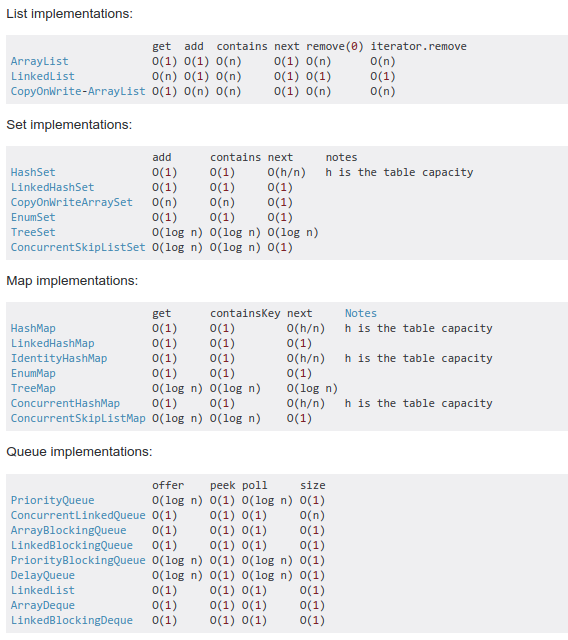 List implementations:
get add contains next remove(0) iterator.remove
ArrayList O(1) O(1) O(n) O(1) O(n) O(n)
LinkedList O(n) O(1) O(n) O(1) O(1) O(1)
CopyOnWrite-ArrayList O(1) O(n) O(n) O(1) O(n) O(n)
Set implementations:
add contains next notes
HashSet O(1) O(1) O(h/n) h is the table capacity
LinkedHashSet O(1) O(1) O(1)
CopyOnWriteArraySet O(n) O(n) O(1)
EnumSet O(1) O(1) O(1)
TreeSet O(log n) O(log n) O(log n)
ConcurrentSkipListSet O(log n) O(log n) O(1)
Map implementations:
get containsKey next Notes
HashMap O(1) O(1) O(h/n) h is the table capacity
LinkedHashMap O(1) O(1) O(1)
IdentityHashMap O(1) O(1) O(h/n) h is the table capacity
EnumMap O(1) O(1) O(1)
TreeMap O(log n) O(log n) O(log n)
ConcurrentHashMap O(1) O(1) O(h/n) h is the table capacity
ConcurrentSkipListMap O(log n) O(log n) O(1)
Queue implementations:
offer peek poll size
PriorityQueue O(log n) O(1) O(log n) O(1)
ConcurrentLinkedQueue O(1) O(1) O(1) O(n)
ArrayBlockingQueue O(1) O(1) O(1) O(1)
LinkedBlockingQueue O(1) O(1) O(1) O(1)
PriorityBlockingQueue O(log n) O(1) O(log n) O(1)
DelayQueue O(log n) O(1) O(log n) O(1)
LinkedList O(1) O(1) O(1) O(1)
ArrayDeque O(1) O(1) O(1) O(1)
LinkedBlockingDeque O(1) O(1) O(1) O(1)